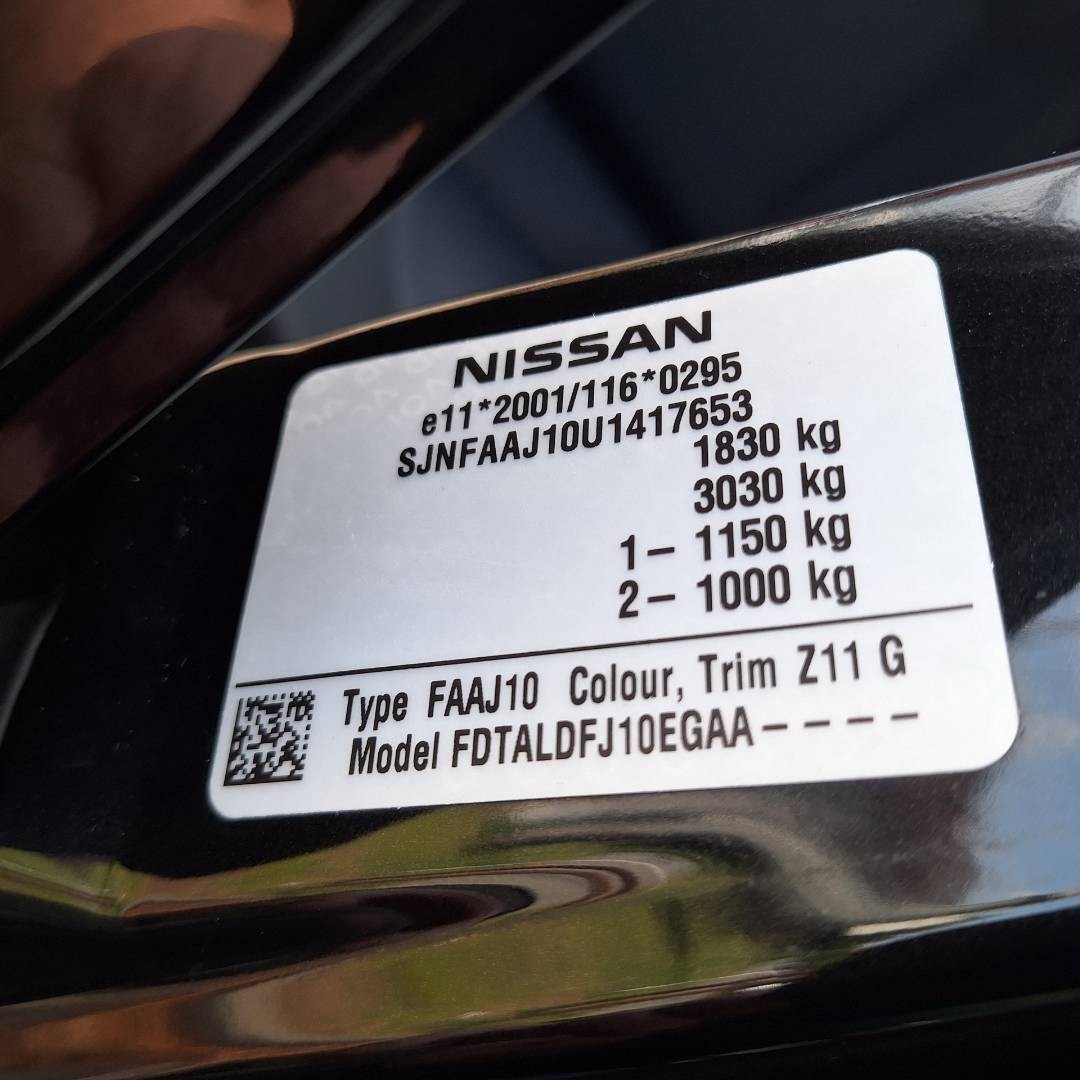 NISSAN
e11*2001/116*0295
SJNFAAJ10U1417653
1830 kg
3030 kg
1– 1150 kg
2– 1000 kg
Type FAAJ10 Colour, Trim Z11 G
Model FDTALDFJ10EGAA– – – –